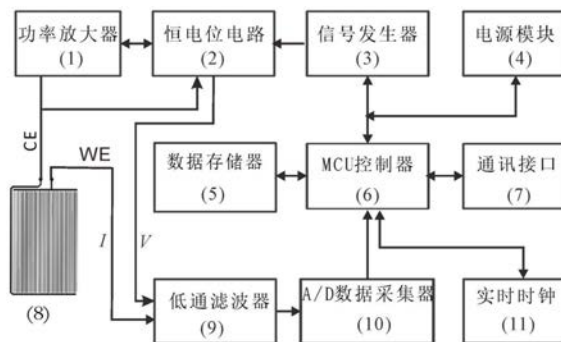 功率放大器
(1)
恒电位电路
(2)
信号发生器
(3)
电源模块
(4)
CE
WE
数据存储器
(5)
MCU控制器
(6)
通讯接口
(7)
I
V
(8)
低通滤波器
(9)
A/D数据采集器
(10)
实时时钟
(11)